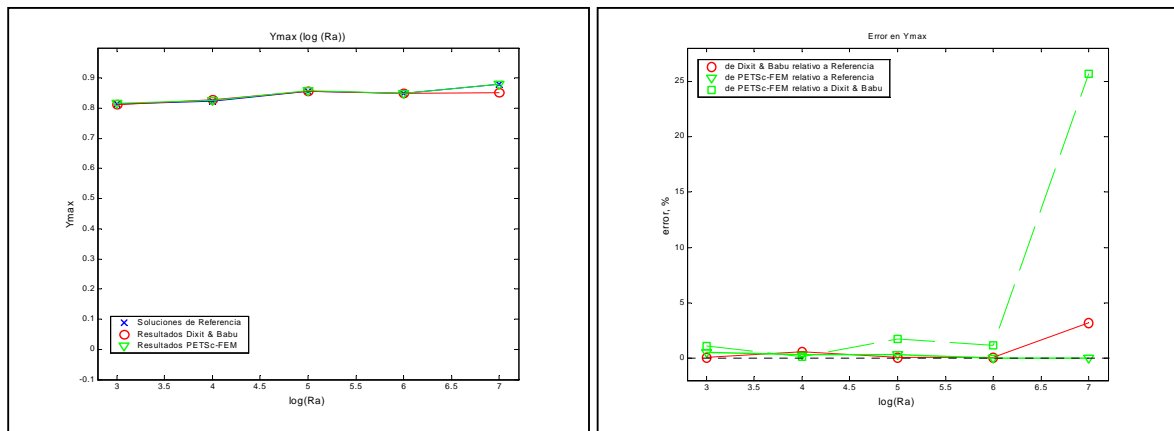 Ymax (log (Ra))
0.9
0.8
0.7
0.6
0.5
0.4
0.3
0.2
0.1
0
-0.1
Ymax
Soluciones de Referencia
Resultados Dixit & Babu
Resultados PETSc-FEM
3 3.5 4 4.5 5 5.5 6 6.5 7
log(Ra)
Error en Ymax
de Dixit & Babu relativo a Referencia
de PETSc-FEM relativo a Referencia
de PETSc-FEM relativo a Dixit & Babu
25
20
15
10
5
0
error, %
3 3.5 4 4.5 5 5.5 6 6.5 7
log(Ra)